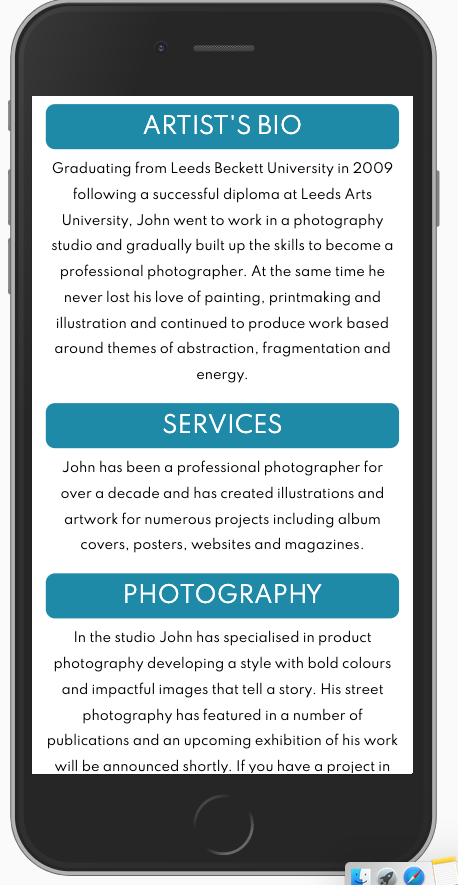 ARTIST'S BIO
Graduating from Leeds Beckett University in 2009
following a successful diploma at Leeds Arts
University, John went to work in a photography
studio and gradually built up the skills to become a
professional photographer. At the same time he
never lost his love of painting, printmaking and
illustration and continued to produce work based
around themes of abstraction, fragmentation and
energy.
SERVICES
John has been a professional photographer for
over a decade and has created illustrations and
artwork for numerous projects including album
covers, posters, websites and magazines.
PHOTOGRAPHY
In the studio John has specialised in product
photography developing a style with bold colours
and impactful images that tell a story. His street
photography has featured in a number of
publications and an upcoming exhibition of his work
will be announced shortly. If you have a project in